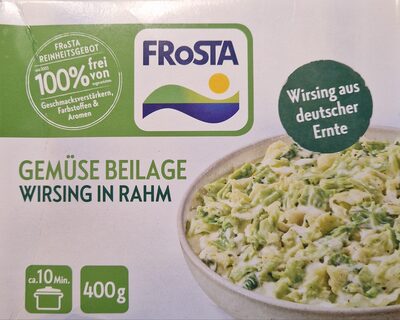 FRoSTA
REINHEITSGEBOT
100% frei
von
Geschmacksverstärkern,
Farbstoffen &
Aromen
FRoSTA
Wirsing aus
deutscher
Ernte
GEMÜSE BEILAGE
WIRSING IN RAHM
ca. 10 Min.
400g